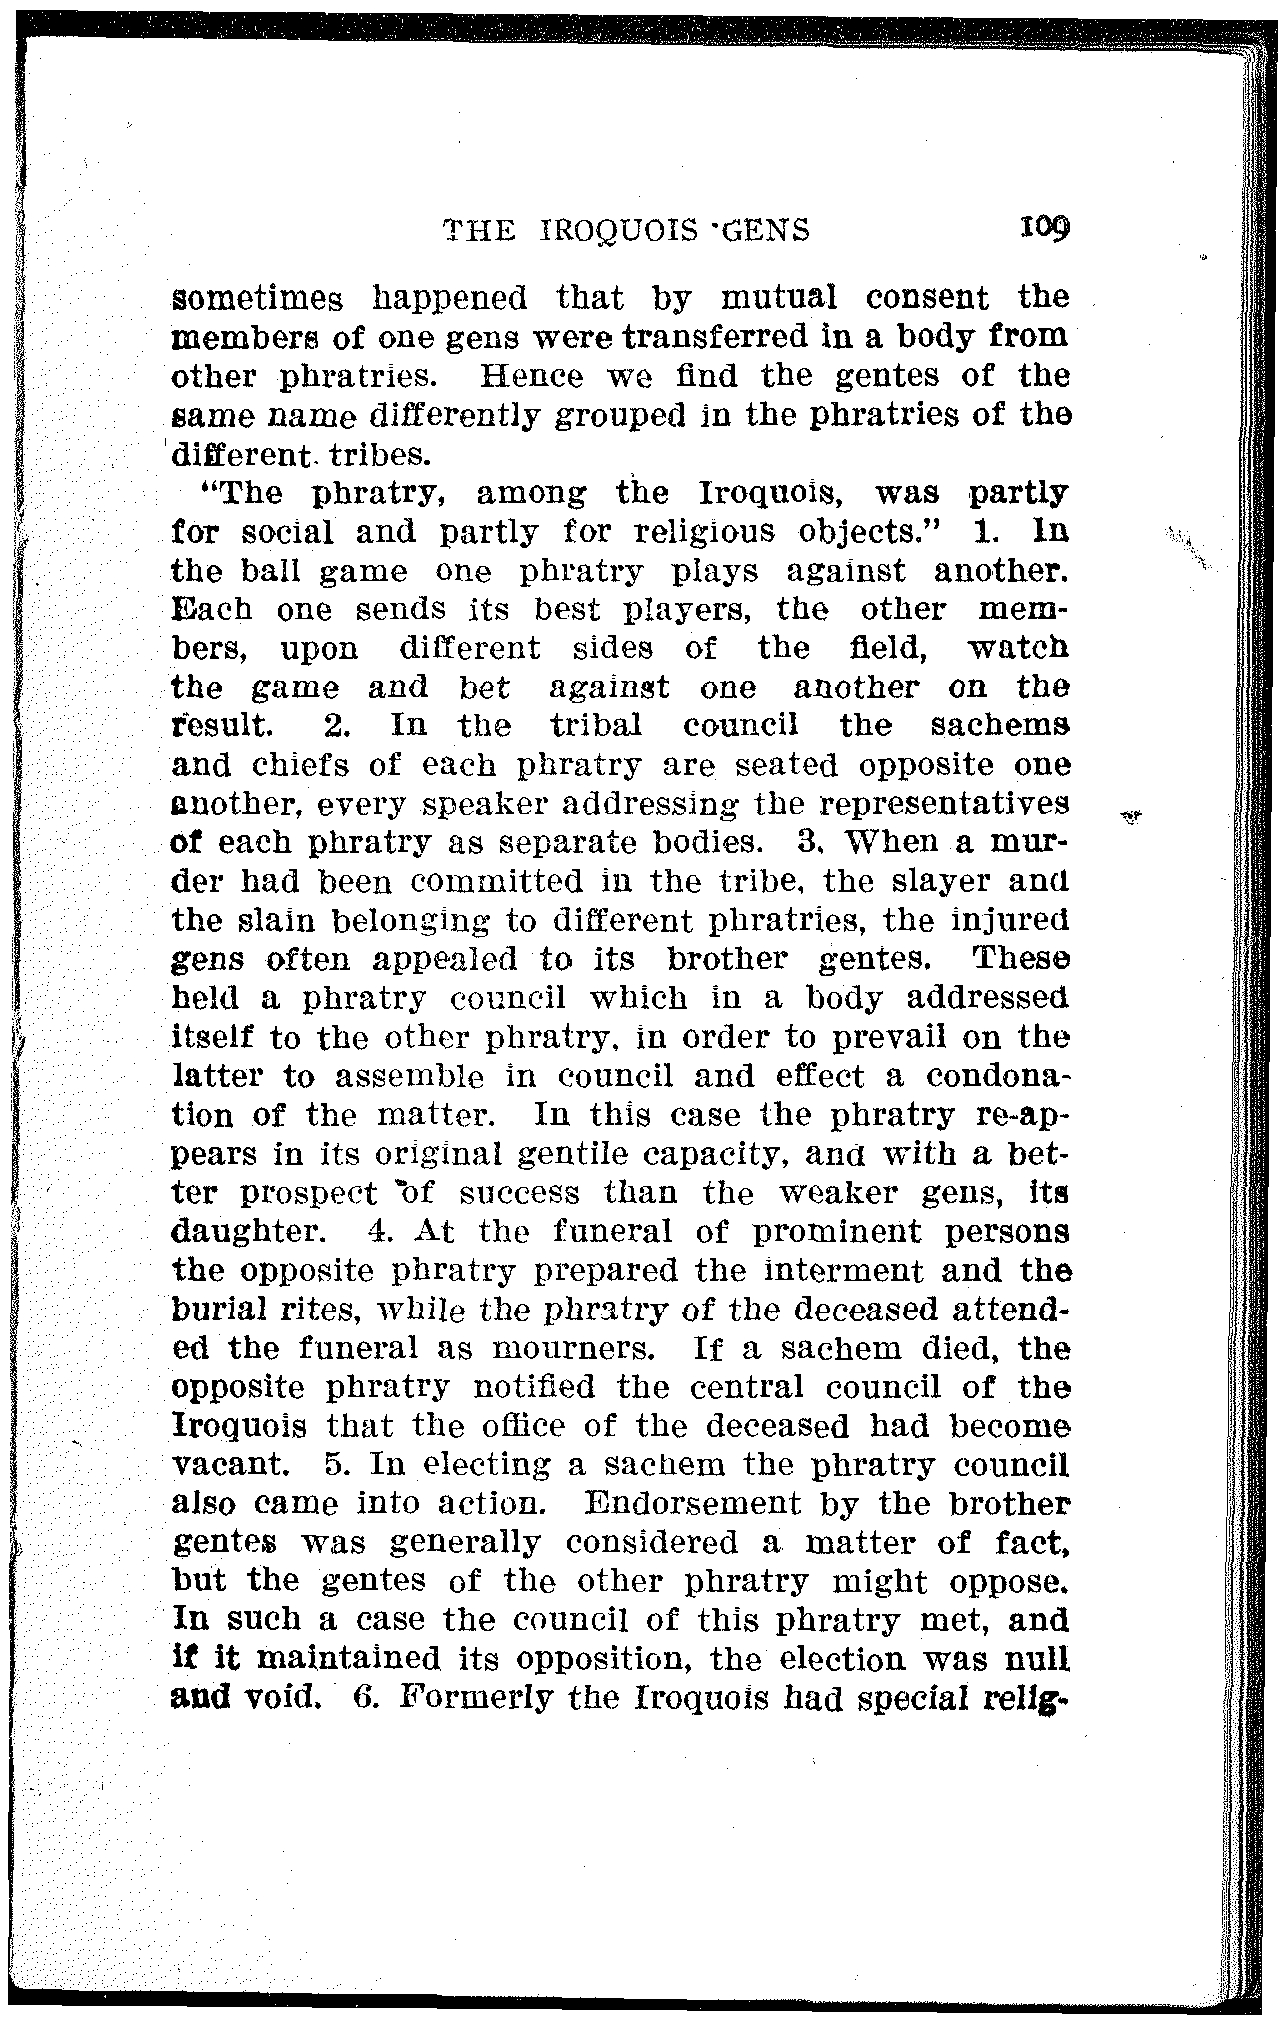 THE IROQUOIS GENS 109
sometimes happened that by mutual consent the
members of one gens were transferred in a body from
other phratries. Hence we find the gentes of the
same name differently grouped in the phratries of the
different tribes.
"The phratry, among the Iroquois, was partly
for social and partly for religious objects." 1. In
the ball game one phratry plays against another.
Each one sends its best players, the other mem-
bers, upon different sides of the field, watch
the game and bet against one another on the
result. 2. In the tribal council the sachems
and chiefs of each phratry are seated opposite one
another, every speaker addressing the representatives
of each phratry as separate bodies. 3. When a mur-
der had been committed in the tribe, the slayer and
the slain belonging to different phratries, the injured
gens often appealed to its brother gentes. These
held a phratry council which in a body addressed
itself to the other phratry, in order to prevail on the
latter to assemble in council and effect a condona-
tion of the matter. In this case the phratry re-ap-
pears in its original gentile capacity, and with a bet-
ter prospect of success than the weaker gens, its
daughter. 4. At the funeral of prominent persons
the opposite phratry prepared the interment and the
burial rites, while the phratry of the deceased attend-
ed the funeral as mourners. If a sachem died, the
opposite phratry notified the central council of the
Iroquois that the office of the deceased had become
vacant. 5. In electing a sachem the phratry council
also came into action. Endorsement by the brother
gentes was generally considered a matter of fact,
but the gentes of the other phratry might oppose.
In such a case the council of this phratry met, and
if it maintained its opposition, the election was null
and void. 6. Formerly the Iroquois had special relig-